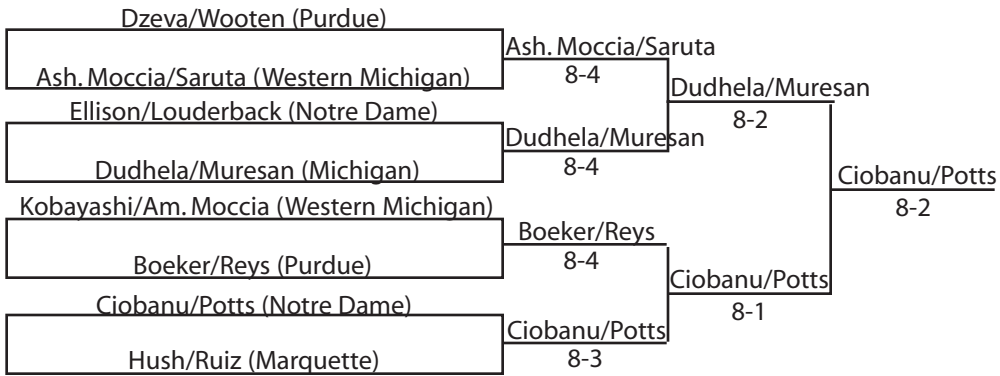 Dzeva/Wooten (Purdue)
Ash. Moccia/Saruta (Western Michigan)
Ellison/Louderback (Notre Dame)
Dudhela/Muresan (Michigan)
Kobayashi/Am. Moccia (Western Michigan)
Boeker/Reys (Purdue)
Ciobanu/Potts (Notre Dame)
Hush/Ruiz (Marquette)
Ash. Moccia/Saruta
8-4
Dudhela/Muresan
8-4
Boeker/Reys
8-4
Ciobanu/Potts
8-3
Dudhela/Muresan
8-2
Ciobanu/Potts
8-1
Ciobanu/Potts
8-2